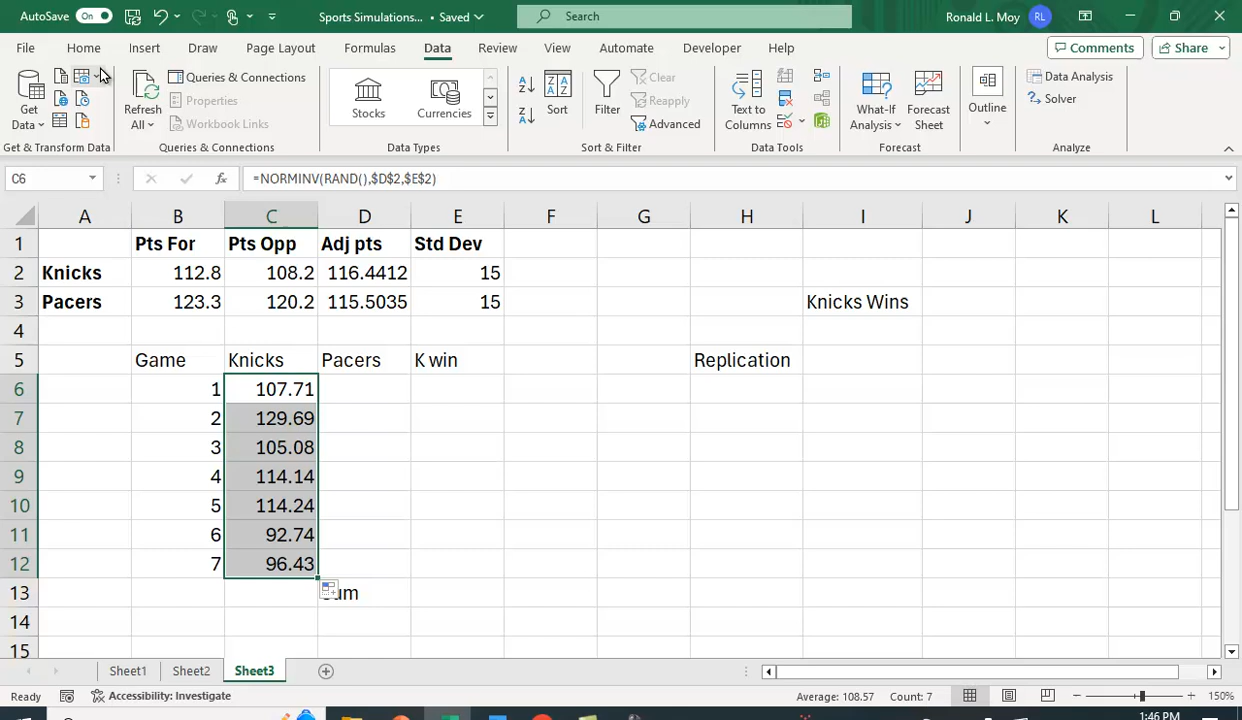 AutoSave On Sports Simulations... • Saved Search Ronald L. Moy RL
File Home Insert Draw Page Layout Formulas Data Review View Automate Developer Help Comments Share
Get Data Refresh All Queries & Connections Properties Workbook Links Stocks Currencies Sort Filter Clear Reapply Advanced Text to Columns What-If Analysis Forecast Sheet Outline Data Analysis Solver
Get & Transform Data Queries & Connections Data Types Sort & Filter Data Tools Forecast Analyze
C6 fx =NORMINV(RAND(),$D$2,$E$2)
A B C D E F G H I J K L
1 Pts For Pts Opp Adj pts Std Dev
2 Knicks 112.8 108.2 116.4412 15
3 Pacers 123.3 120.2 115.5035 15 Knicks Wins
4
5 Game Knicks Pacers K win Replication
6 1 107.71
7 2 129.69
8 3 105.08
9 4 114.14
10 5 114.24
11 6 92.74
12 7 96.43
13
14
15
Sheet1 Sheet2 Sheet3
Ready Accessibility: Investigate Average: 108.57 Count: 7 150%
1:46 PM